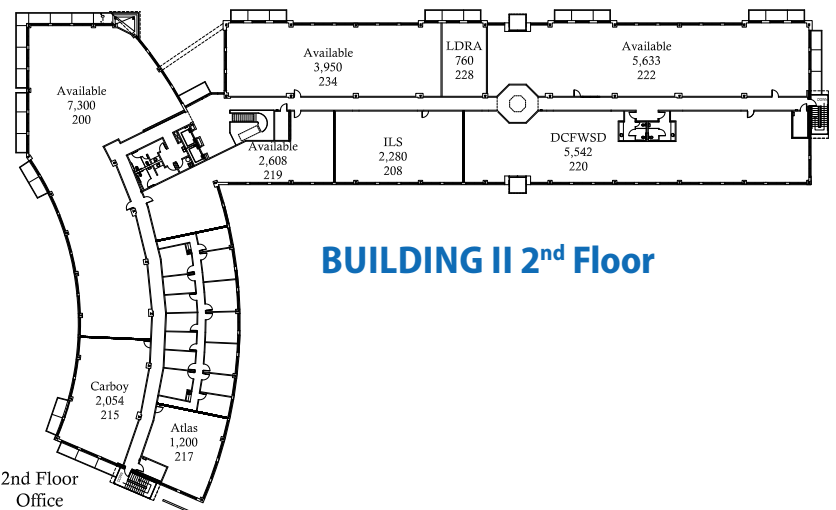 Available
7,300
200
Available
3,950
234
LDRA
760
228
Available
5,633
222
Available
2,608
219
ILS
2,280
208
DCFWSD
5,542
220
BUILDING II 2nd Floor
Carboy
2,054
215
Atlas
1,200
217
2nd Floor
Office